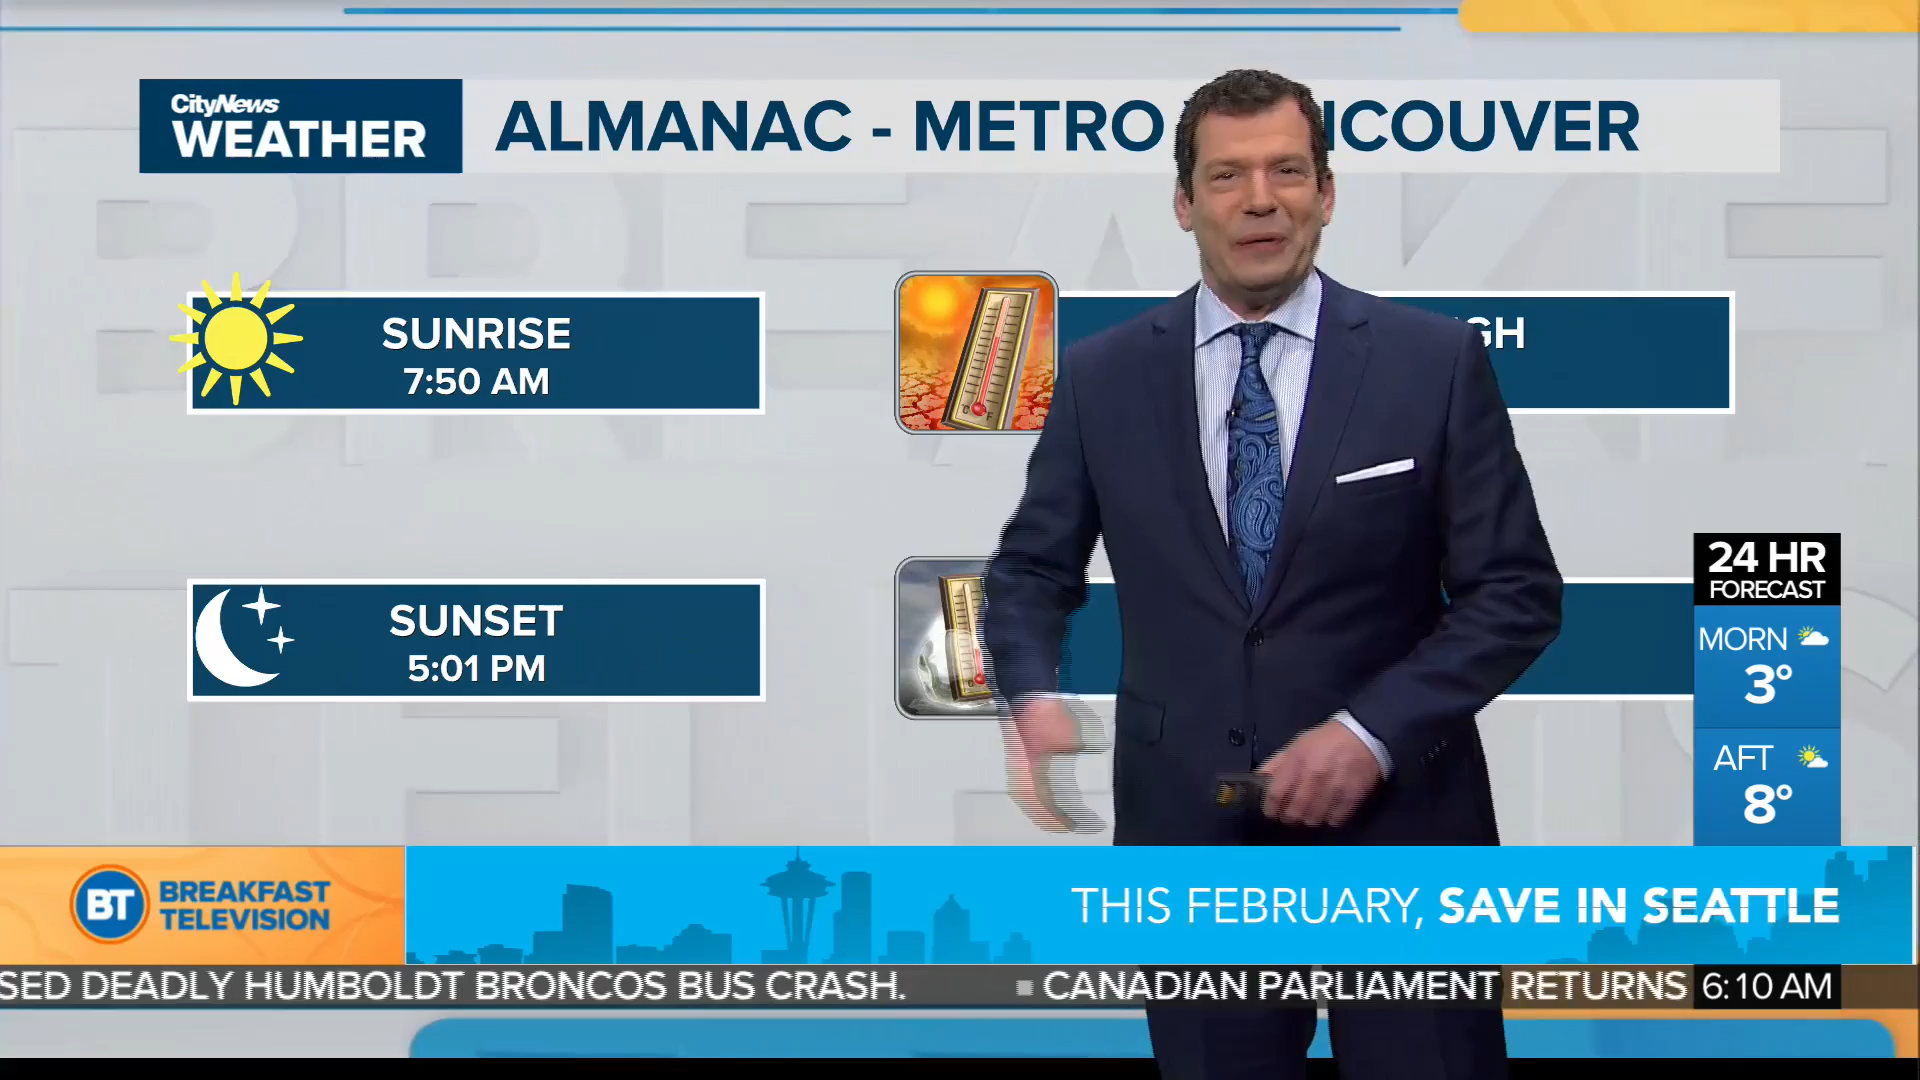 CityNews
WEATHER
ALMANAC - METRO NCOUVER
SUNRISE
7:50 AM
GH
SUNSET
5:01 PM
24 HR
FORECAST
MORN
3°
AFT
8°
BT
BREAKFAST
TELEVISION
THIS FEBRUARY, SAVE IN SEATTLE
SED DEADLY HUMBOLDT BRONCOS BUS CRASH.
CANADIAN PARLIAMENT RETURNS
6:10 AM